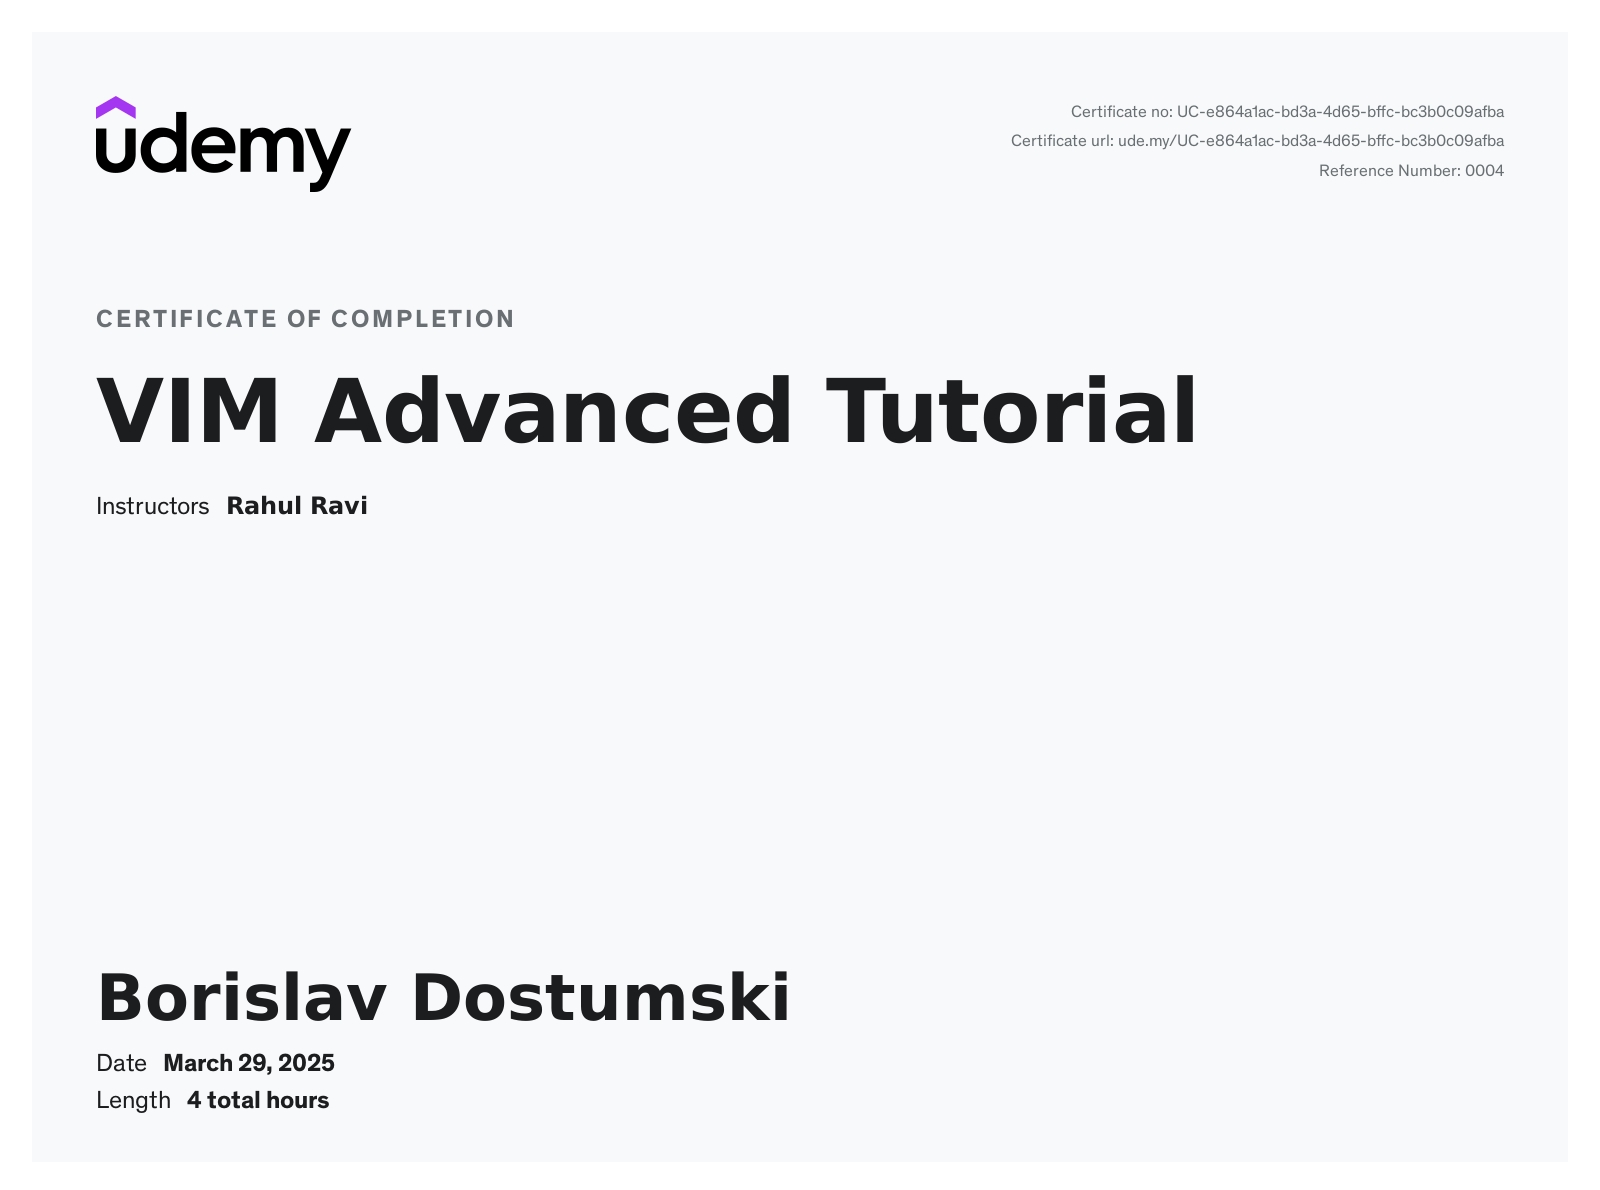 udemy
Certificate no: UC-e864a1ac-bd3a-4d65-bffc-bc3b0c09afba
Certificate url: ude.my/UC-e864a1ac-bd3a-4d65-bffc-bc3b0c09afba
Reference Number: 0004
CERTIFICATE OF COMPLETION
VIM Advanced Tutorial
Instructors Rahul Ravi
Borislav Dostumski
Date March 29, 2025
Length 4 total hours